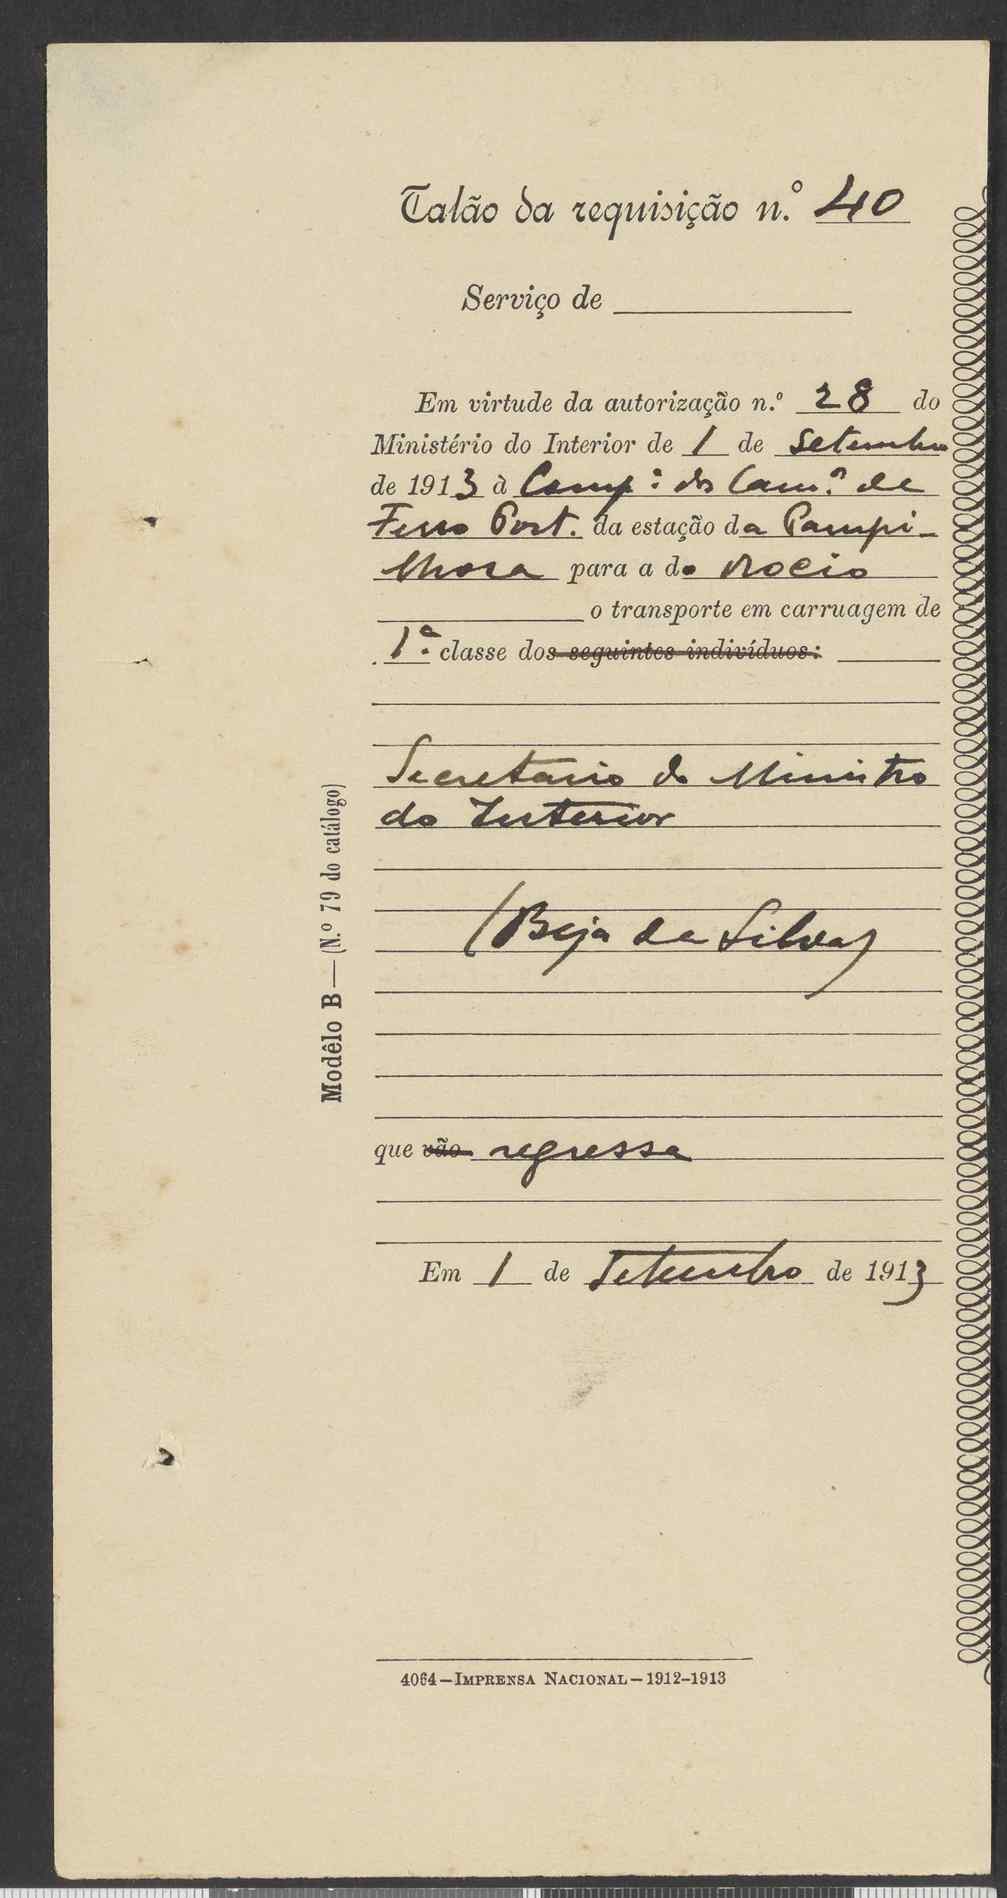 Talão da requisição n.º 40
Serviço de
Em virtude da autorização n.º 28 do
Ministério do Interior de 1 de Setembro
de 1913 à Comp.ª dos Cam.os de
Ferro Port. da estação da Pampi-
lhosa para a do Rocio
o transporte em carruagem de
1.ª classe dos seguintes indivíduos:
Secretario do Ministro
do Interior
(Beja da Silva)
que vão regressa
Em 1 de Setembro de 1913
Modêlo B—(N.º 79 do catálogo)
4064—IMPRENSA NACIONAL—1912-1913